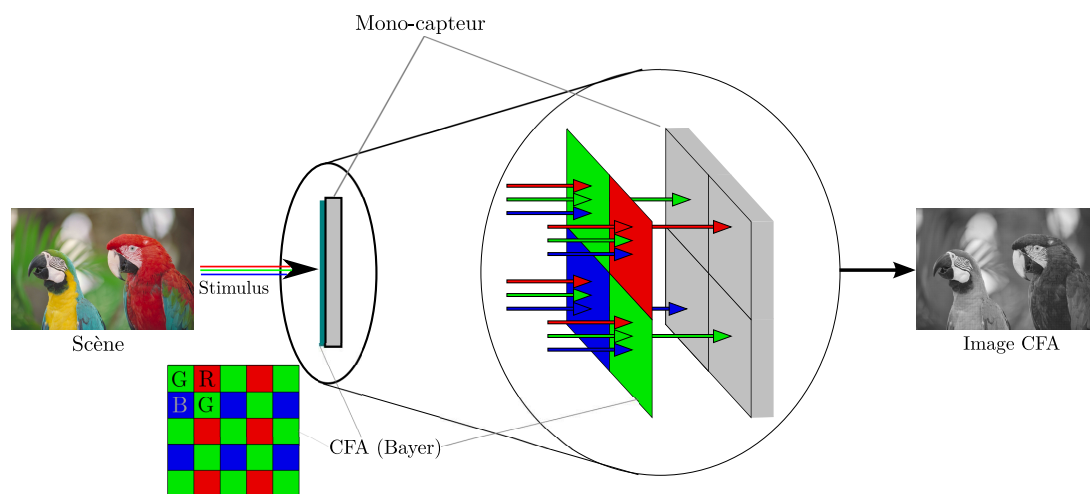 Mono-capteur
Stimulus
Scène
Image CFA
G R
B G
CFA (Bayer)